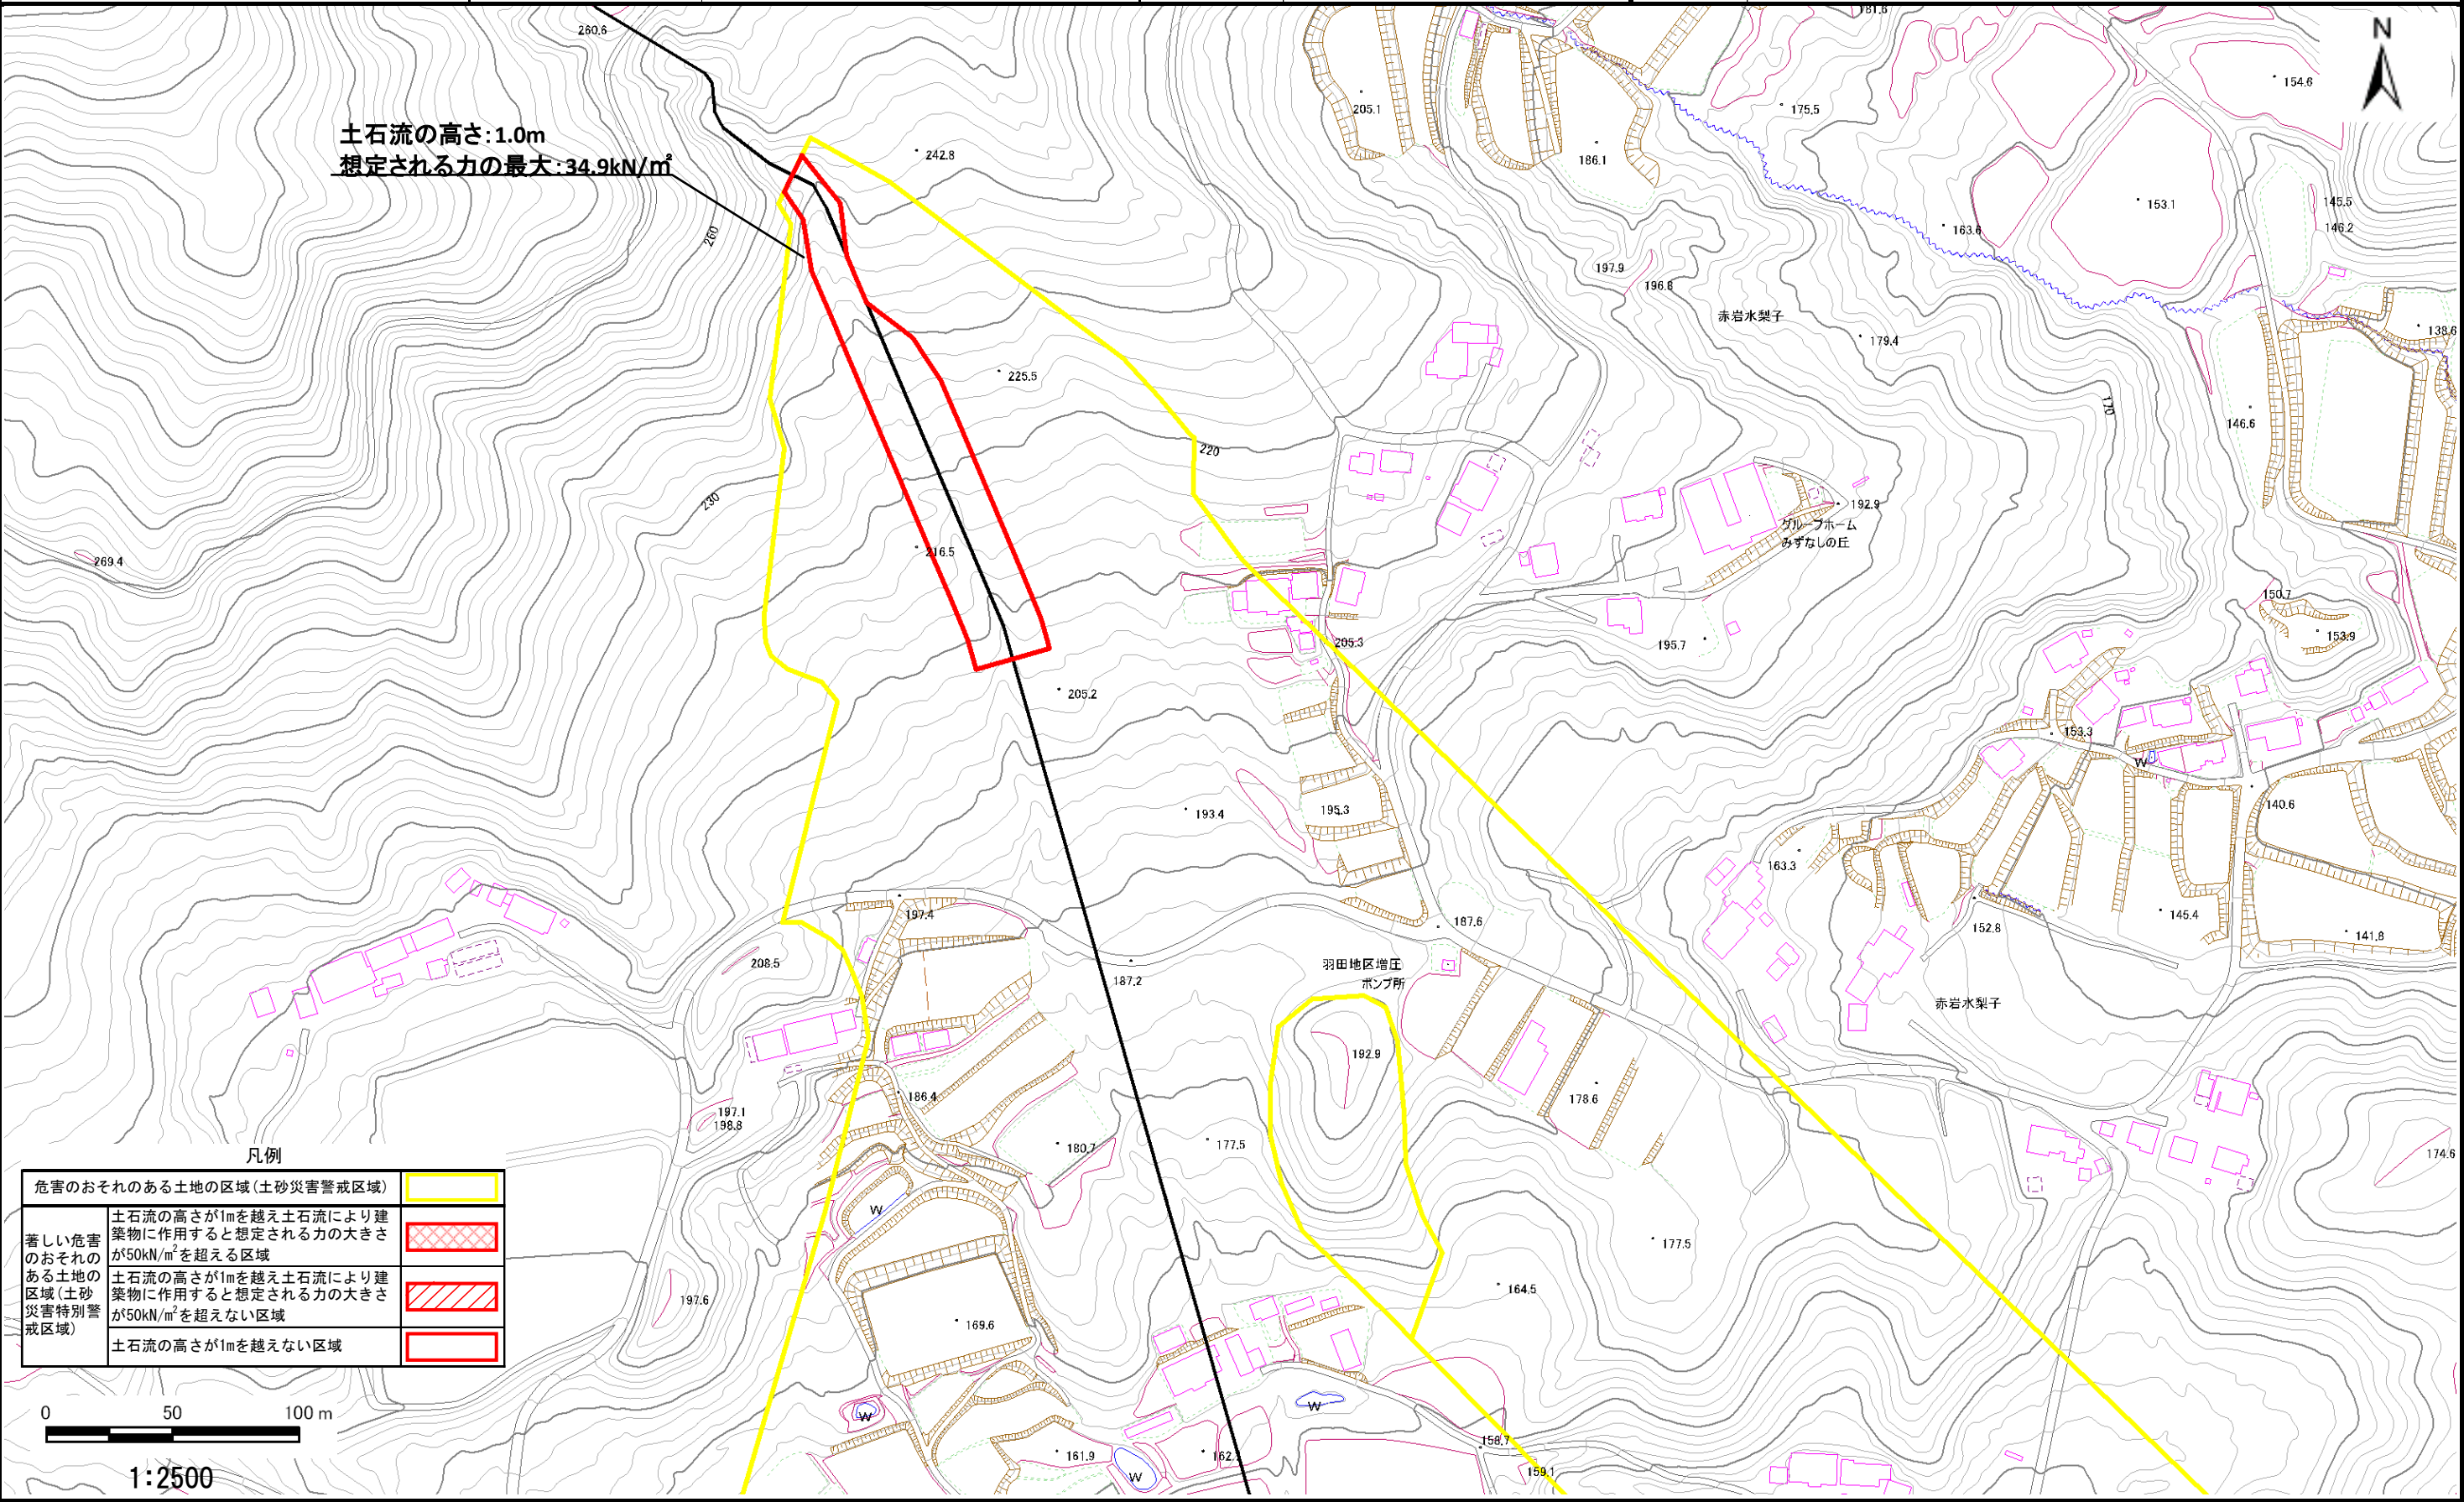 260.6
181.6
N
154.6
205.1
175.5
土石流の高さ:1.0m
想定される力の最大:34.9kN/㎡
242.8
186.1
153.1
145.5
146.2
163.6
260
197.9
196.8
赤岩水梨子
138.6
179.4
225.5
170
146.6
220
230
192.9
グループホーム
みずなしの丘
216.5
269.4
150.7
153.9
205.3
195.7
205.2
153.3
W
140.6
193.4
195.3
163.3
197.4
187.6
152.8
145.4
141.8
208.5
羽田地区増圧
ポンプ所
187.2
赤岩水梨子
192.9
186.4
178.6
197.1
198.8
180.7
177.5
174.6
W
177.5
164.5
197.6
169.6
凡例
危害のおそれのある土地の区域(土砂災害警戒区域)
著しい危害
のおそれの
ある土地の
区域(土砂
災害特別警
戒区域)
土石流の高さが1mを越え土石流により建
築物に作用すると想定される力の大きさ
が50kN/㎡を超える区域
土石流の高さが1mを越え土石流により建
築物に作用すると想定される力の大きさ
が50kN/㎡を超えない区域
土石流の高さが1mを越えない区域
W
W
158.7
161.9
W
159.1
0 50 100 m
1:2500